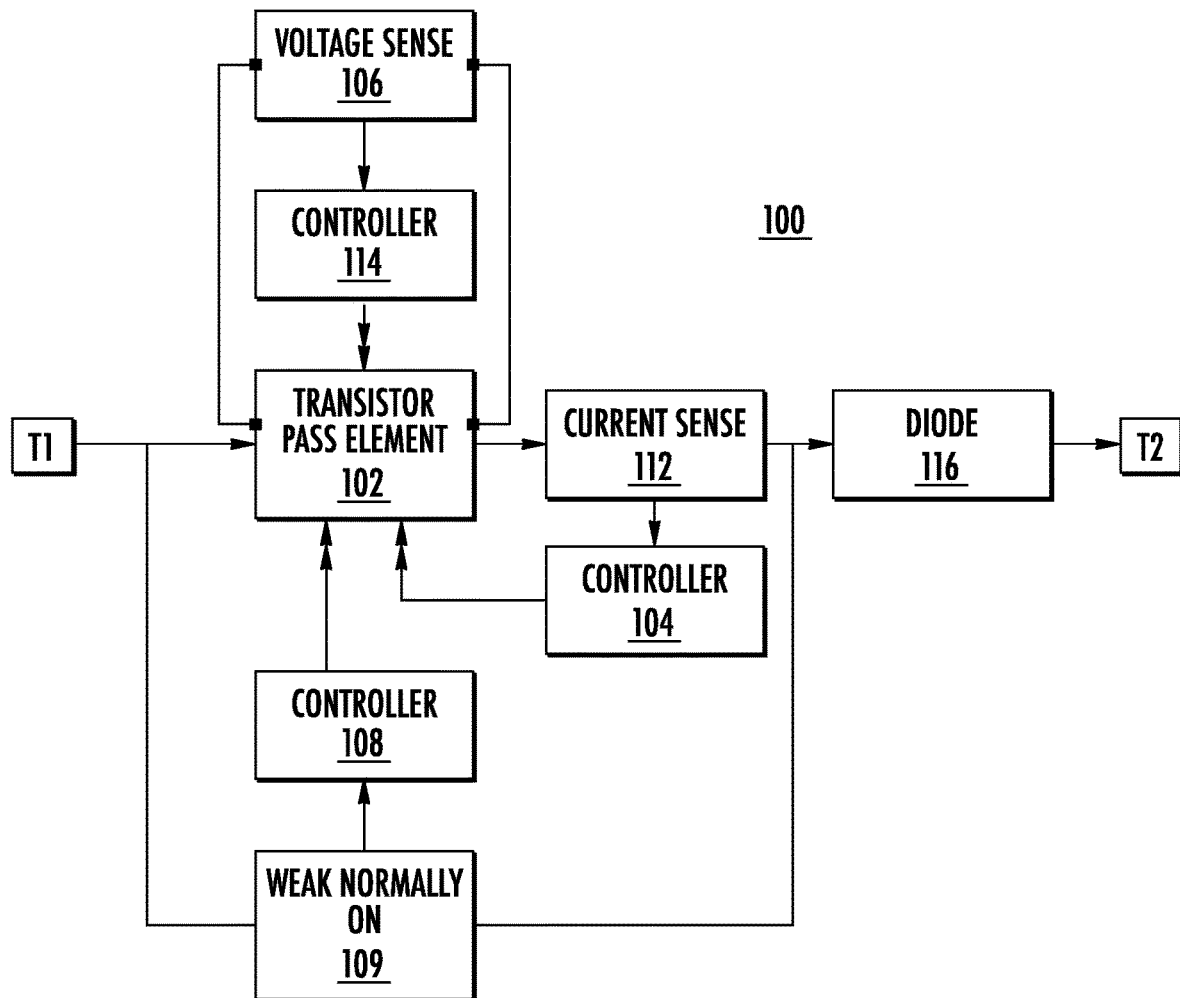 VOLTAGE SENSE
106
CONTROLLER
114
100
T1
TRANSISTOR
PASS ELEMENT
102
CURRENT SENSE
112
DIODE
116
T2
CONTROLLER
104
CONTROLLER
108
WEAK NORMALLY
ON
109